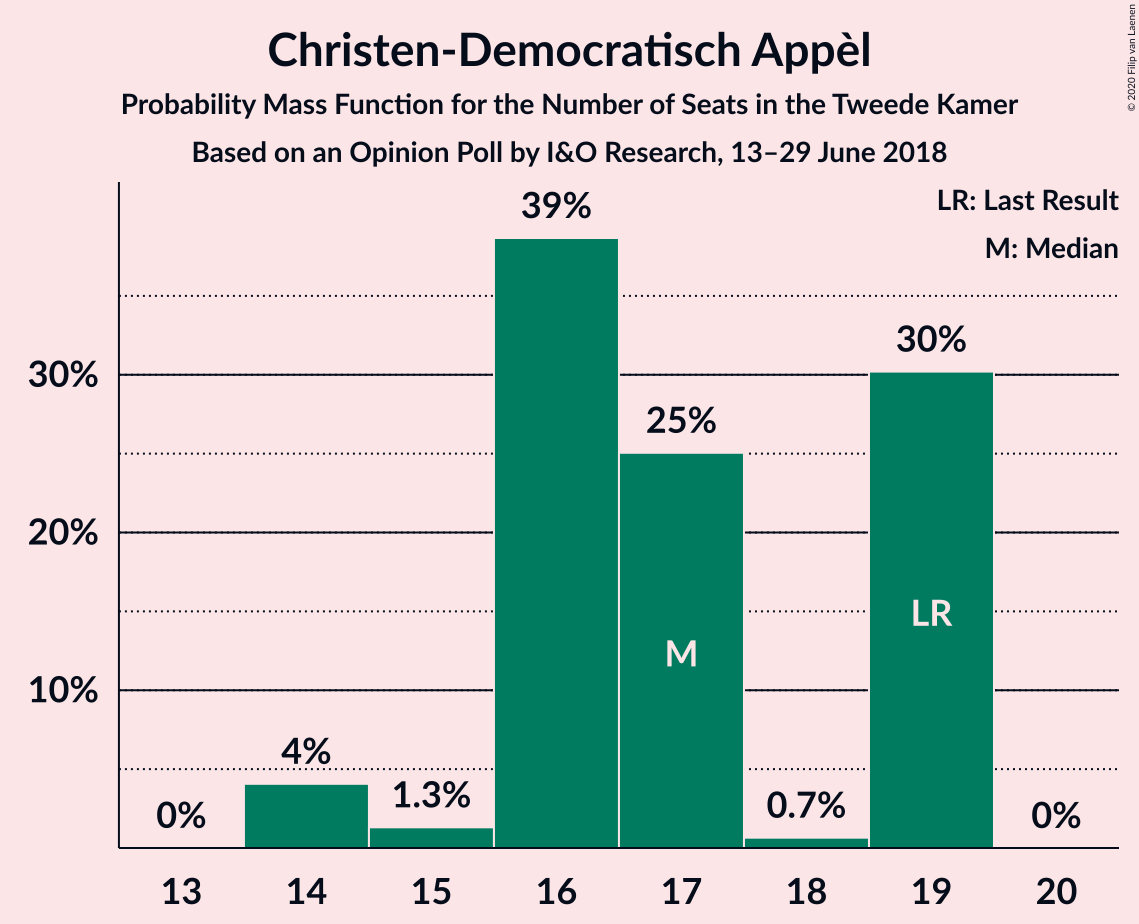 Christen-Democratisch Appèl
Probability Mass Function for the Number of Seats in the Tweede Kamer
Based on an Opinion Poll by I&O Research, 13–29 June 2018
© 2020 Filip van Laenen
LR: Last Result
M: Median
39%
30%
30%
25%
20%
LR
M
10%
4%
1.3%
0.7%
0%
0%
13 14 15 16 17 18 19 20